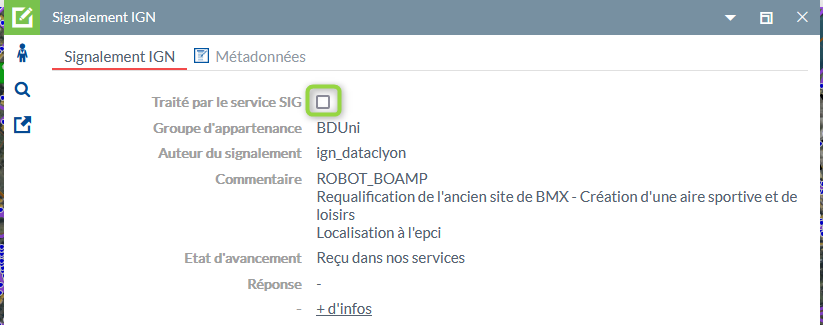 Signalement IGN
Signalement IGN Métadonnées
Traité par le service SIG
Groupe d'appartenance BDUni
Auteur du signalement ign_dataclyon
Commentaire ROBOT_BOAMP
Requalification de l'ancien site de BMX - Création d'une aire sportive et de
loisirs
Localisation à l'epci
Etat d'avancement Reçu dans nos services
Réponse -
- + d'infos